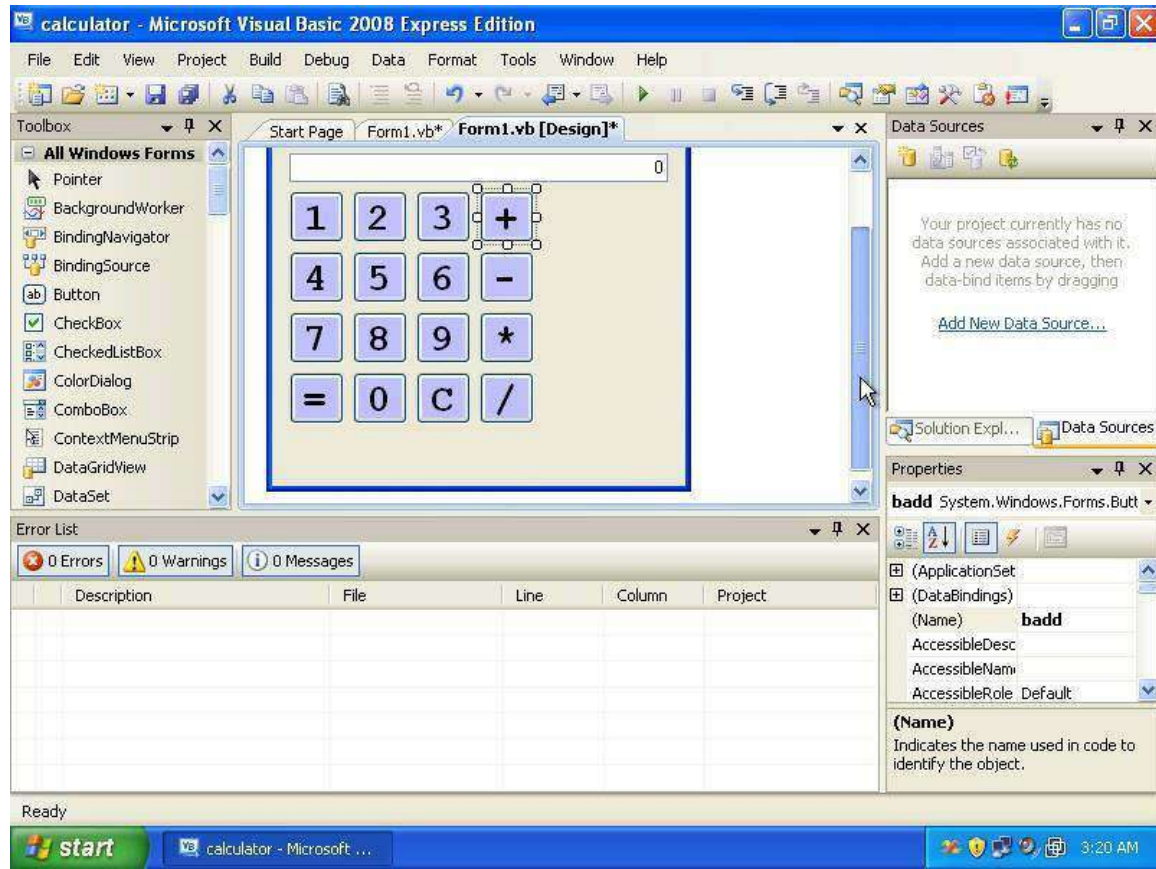 calculator - Microsoft Visual Basic 2008 Express Edition
File Edit View Project Build Debug Data Format Tools Window Help
Toolbox
Start Page Form1.vb* Form1.vb [Design]*
Data Sources
All Windows Forms
Pointer
BackgroundWorker
BindingNavigator
BindingSource
Button
CheckBox
CheckedListBox
ColorDialog
ComboBox
ContextMenuStrip
DataGridView
DataSet
0
1 2 3 +
4 5 6 -
7 8 9 *
= 0 C /
Your project currently has no
data sources associated with it.
Add a new data source, then
data-bind items by dragging
Add New Data Source...
Solution Expl... Data Sources
Properties
badd System.Windows.Forms.Butt
(ApplicationSet
(DataBindings)
(Name) badd
AccessibleDesc
AccessibleNam
AccessibleRole Default
(Name)
Indicates the name used in code to
identify the object.
Error List
0 Errors 0 Warnings 0 Messages
Description File Line Column Project
Ready
start calculator - Microsoft ... 3:20 AM